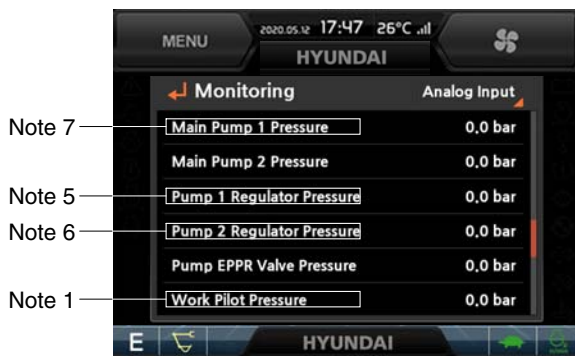 MENU
2020.05.12 17:47 26°C
HYUNDAI
Monitoring Analog Input
Note 7 Main Pump 1 Pressure 0.0 bar
Main Pump 2 Pressure 0.0 bar
Note 5 Pump 1 Regulator Pressure 0.0 bar
Note 6 Pump 2 Regulator Pressure 0.0 bar
Pump EPPR Valve Pressure 0.0 bar
Note 1 Work Pilot Pressure 0.0 bar
E HYUNDAI